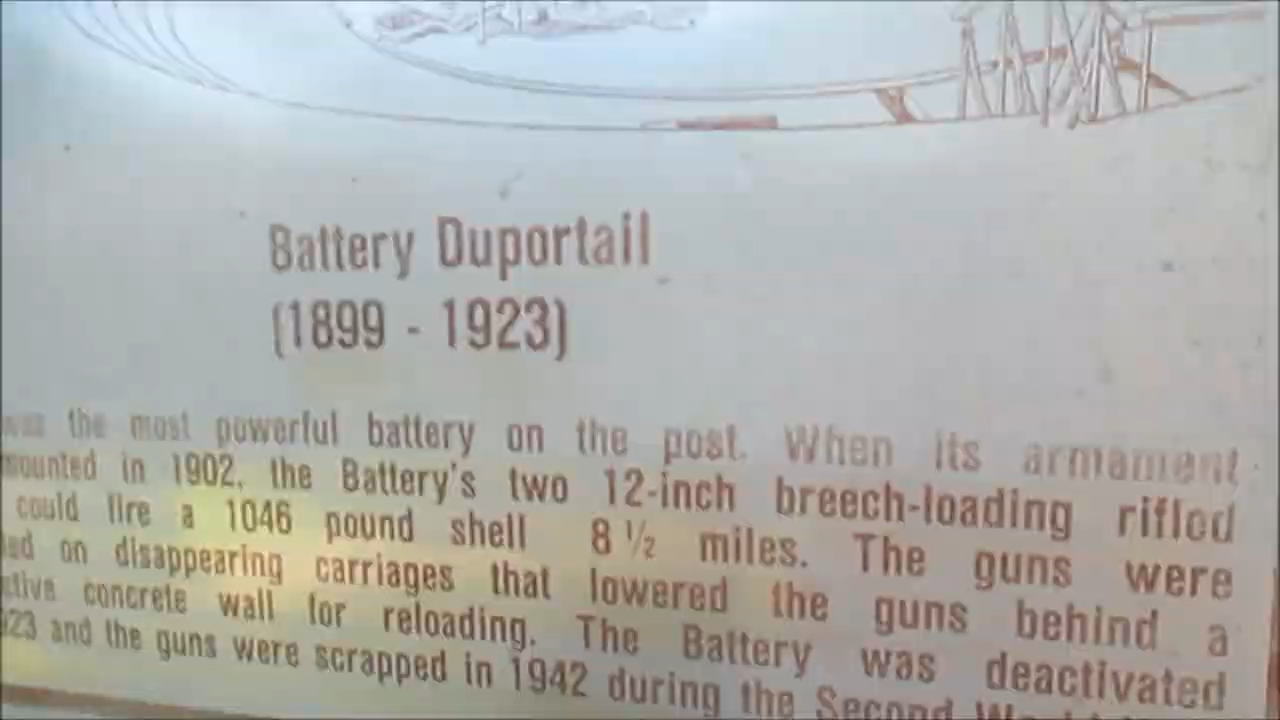 Battery Duportail
(1899 - 1923)
was the most powerful battery on the post. When its armament
mounted in 1902, the Battery's two 12-inch breech-loading rifled
could fire a 1046 pound shell 8 ½ miles. The guns were
on disappearing carriages that lowered the guns behind a
concrete wall for reloading. The Battery was deactivated
and the guns were scrapped in 1942 during the Second